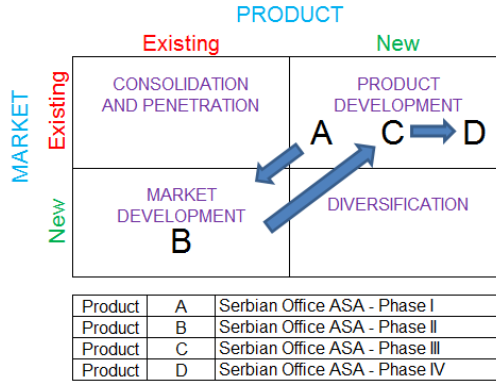 PRODUCT
Existing New
MARKET
Existing
New
CONSOLIDATION
AND PENETRATION
PRODUCT
DEVELOPMENT
A C D
MARKET
DEVELOPMENT
B
DIVERSIFICATION
Product A Serbian Office ASA - Phase I
Product B Serbian Office ASA - Phase II
Product C Serbian Office ASA - Phase III
Product D Serbian Office ASA - Phase IV